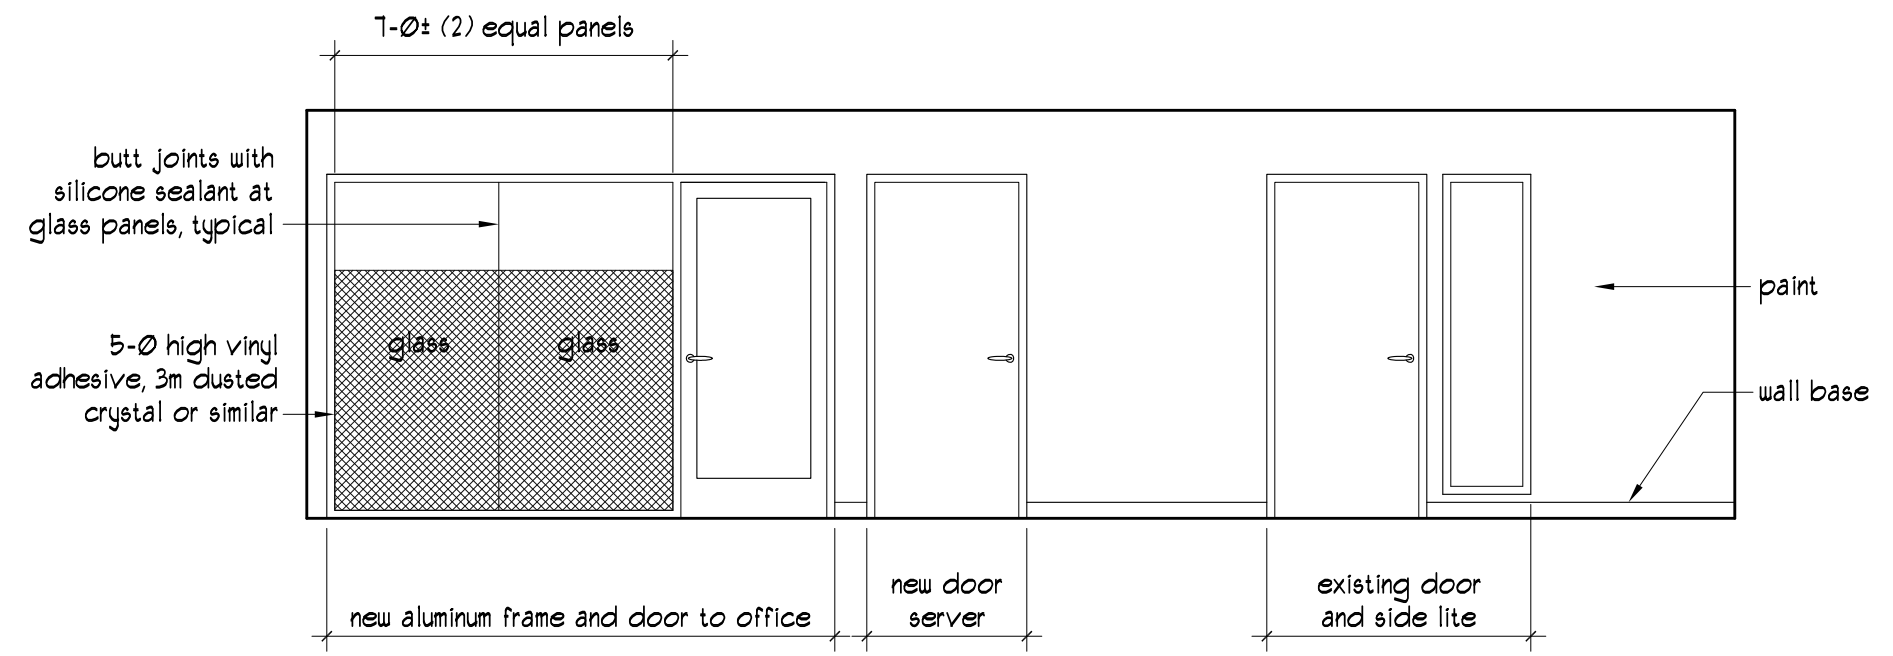 7-0± (2) equal panels
butt joints with
silicone sealant at
glass panels, typical
glass
glass
5-0 high vinyl
adhesive, 3m dusted
crystal or similar
paint
wall base
new aluminum frame and door to office
new door
server
existing door
and side lite